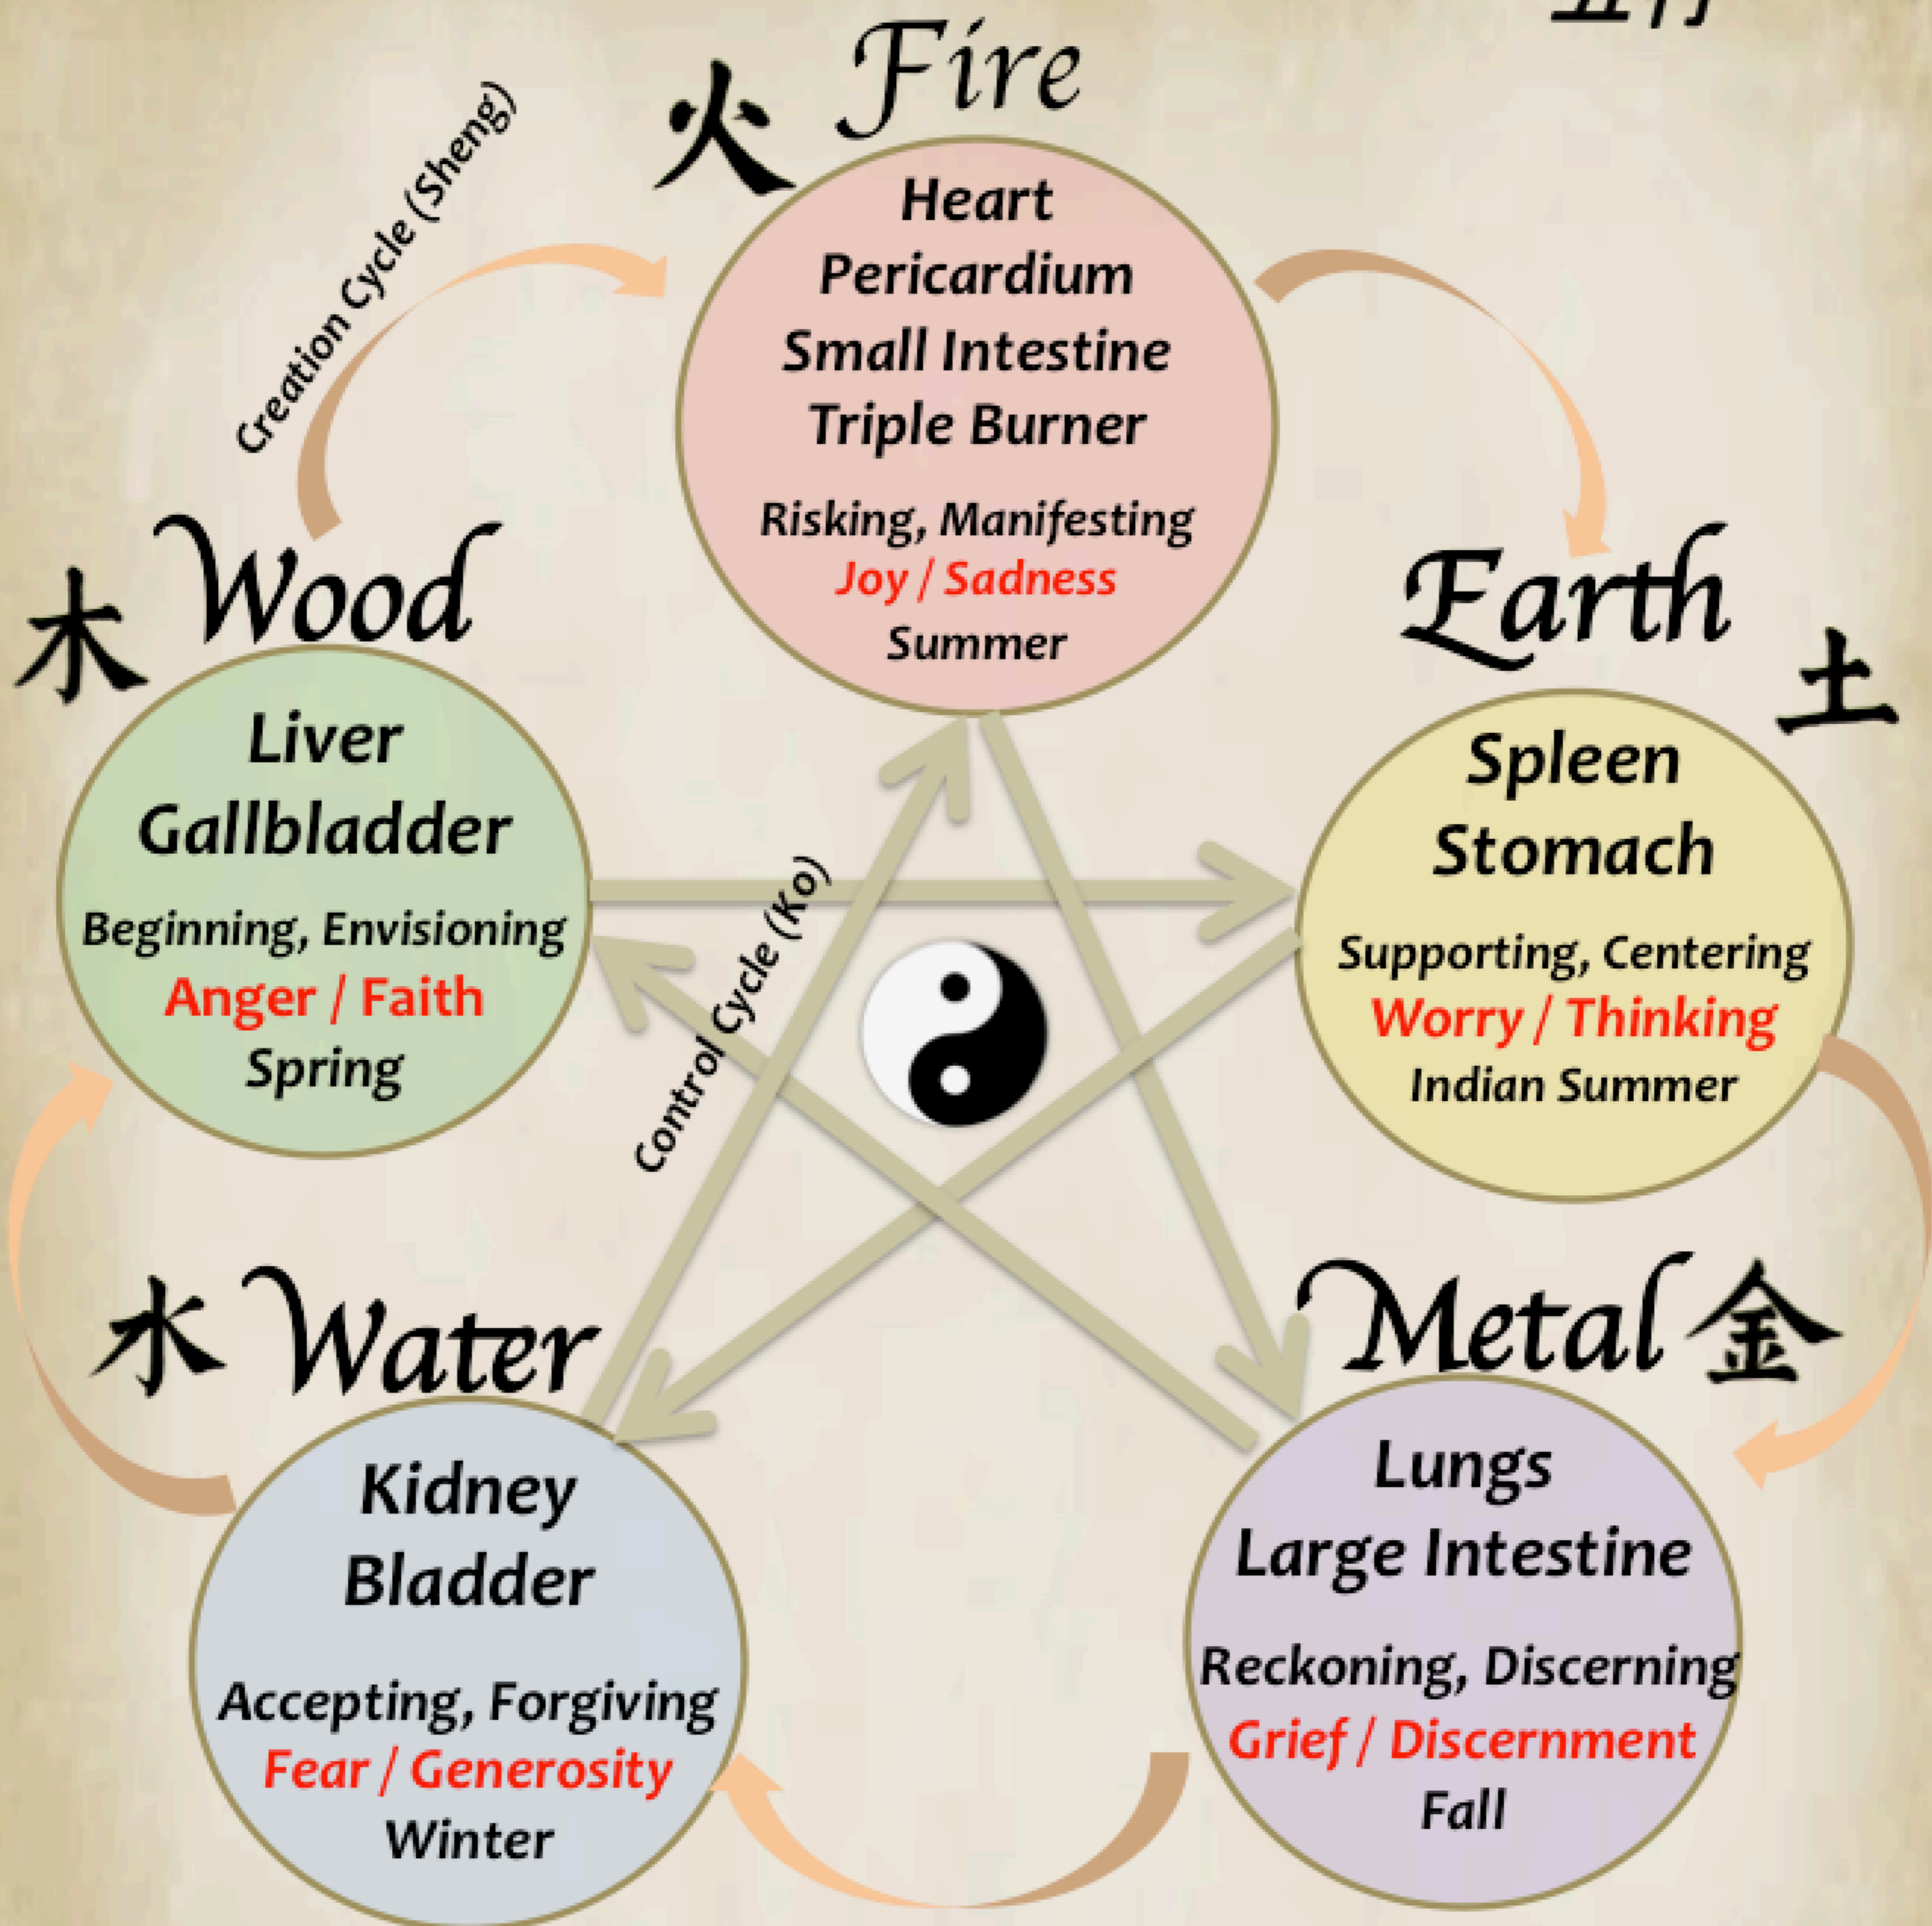 火 Fire
Creation Cycle (Sheng)
Heart
Pericardium
Small Intestine
Triple Burner
Risking, Manifesting
Joy / Sadness
Summer
木 Wood
Liver
Gallbladder
Beginning, Envisioning
Anger / Faith
Spring
Earth 土
Spleen
Stomach
Supporting, Centering
Worry / Thinking
Indian Summer
Control Cycle (Ko)
水 Water
Kidney
Bladder
Accepting, Forgiving
Fear / Generosity
Winter
Metal 金
Lungs
Large Intestine
Reckoning, Discerning
Grief / Discernment
Fall